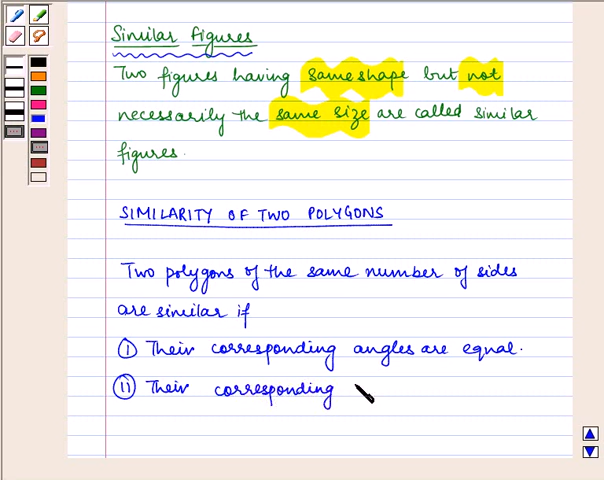 Similar Figures
Two figures having same shape but not
necessarily the same size are called similar
figures.
SIMILARITY OF TWO POLYGONS
Two polygons of the same number of sides
are similar if
(i) Their corresponding angles are equal.
(ii) Their corresponding